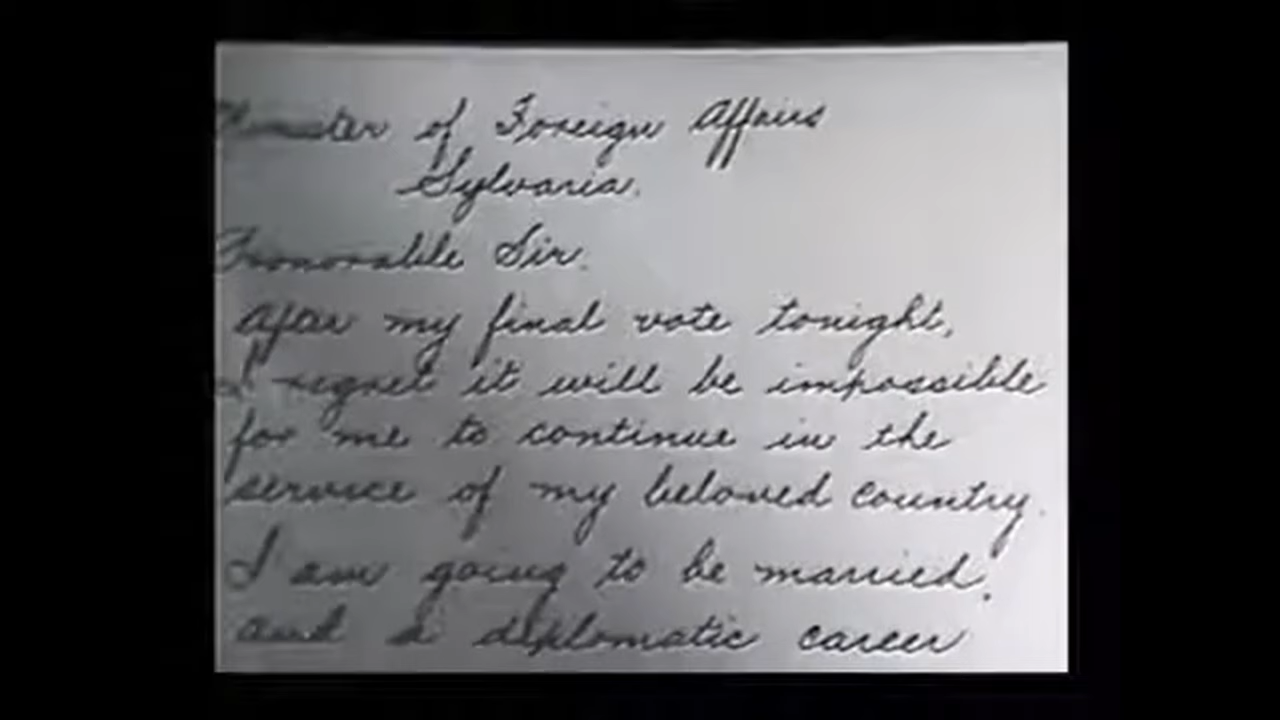 Minister of Foreign Affairs
Sylvaria.
Honorable Sir.
After my final vote tonight,
I regret it will be impossible
for me to continue in the
service of my beloved country.
I am going to be married,
and a diplomatic career